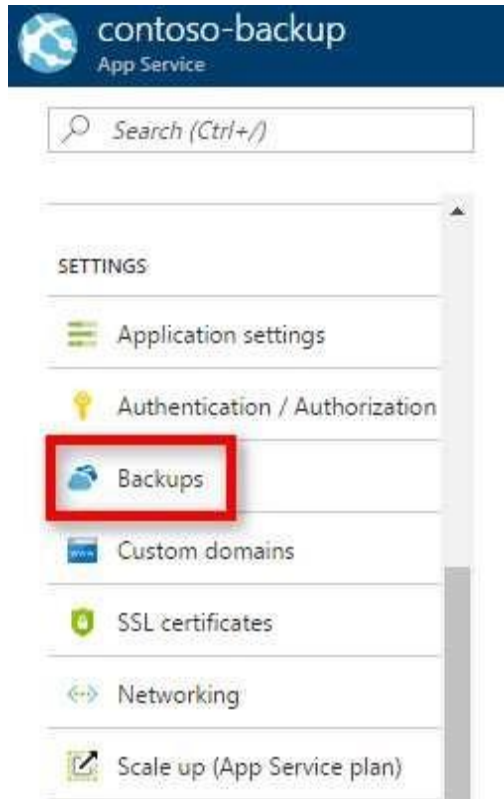 contoso-backup
App Service
Search (Ctrl+/)
SETTINGS
Application settings
Authentication / Authorization
Backups
www
Custom domains
SSL certificates
Networking
Scale up (App Service plan)